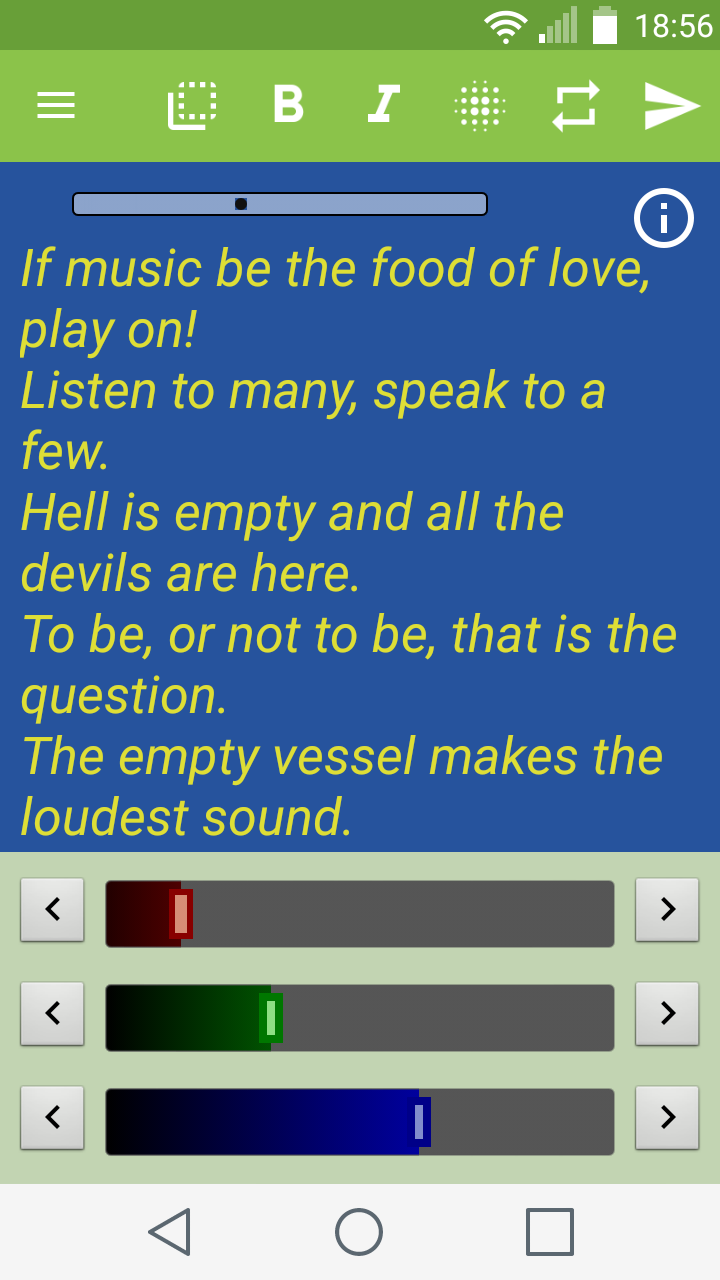 18:56
B I
If music be the food of love,
play on!
Listen to many, speak to a
few.
Hell is empty and all the
devils are here.
To be, or not to be, that is the
question.
The empty vessel makes the
loudest sound.